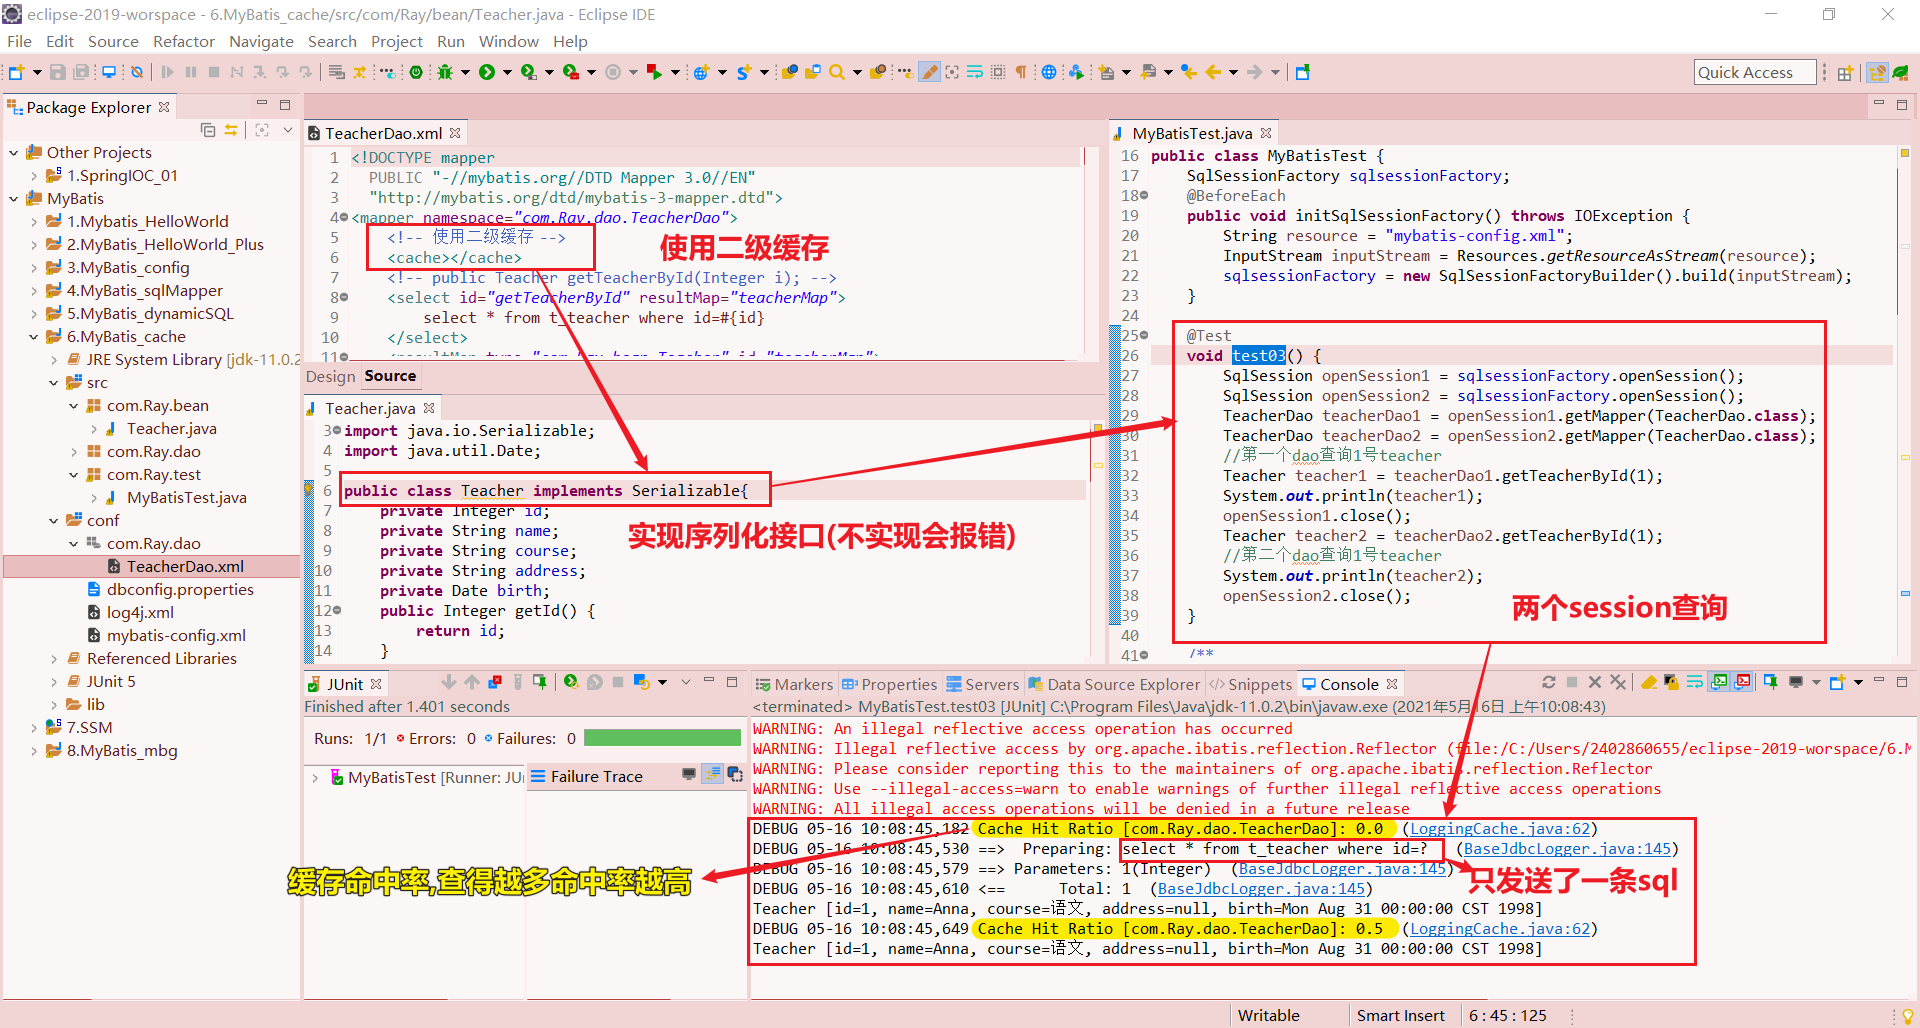 eclipse-2019-worspace - 6.MyBatis_cache/src/com/Ray/bean/Teacher.java - Eclipse IDE
File Edit Source Refactor Navigate Search Project Run Window Help
Quick Access
Package Explorer
Other Projects
1.SpringIOC_01
MyBatis
1.Mybatis_HelloWorld
2.MyBatis_HelloWorld_Plus
3.MyBatis_config
4.MyBatis_sqlMapper
5.MyBatis_dynamicSQL
6.MyBatis_cache
JRE System Library [jdk-11.0.2
src
com.Ray.bean
Teacher.java
com.Ray.dao
com.Ray.test
MyBatisTest.java
conf
com.Ray.dao
TeacherDao.xml
dbconfig.properties
log4j.xml
mybatis-config.xml
Referenced Libraries
JUnit 5
lib
7.SSM
8.MyBatis_mbg
TeacherDao.xml
1 <!DOCTYPE mapper
2 PUBLIC "-//mybatis.org//DTD Mapper 3.0//EN"
3 "http://mybatis.org/dtd/mybatis-3-mapper.dtd">
4 <mapper namespace="com.Ray.dao.TeacherDao">
5 <!-- 使用二级缓存 -->
6 <cache></cache>
7 <!-- public Teacher getTeacherById(Integer i); -->
8 <select id="getTeacherById" resultMap="teacherMap">
9 select * from t_teacher where id=#{id}
10 </select>
11 <resultMap type="com.Ray.bean.Teacher" id="teacherMap">
使用二级缓存
Design Source
Teacher.java
3 import java.io.Serializable;
4 import java.util.Date;
5
6 public class Teacher implements Serializable{
7 private Integer id;
8 private String name;
9 private String course;
10 private String address;
11 private Date birth;
12 public Integer getId() {
13 return id;
14 }
实现序列化接口(不实现会报错)
MyBatisTest.java
16 public class MyBatisTest {
17 SqlSessionFactory sqlsessionFactory;
18 @BeforeEach
19 public void initSqlSessionFactory() throws IOException {
20 String resource = "mybatis-config.xml";
21 InputStream inputStream = Resources.getResourceAsStream(resource);
22 sqlsessionFactory = new SqlSessionFactoryBuilder().build(inputStream);
23 }
24
25 @Test
26 void test03() {
27 SqlSession openSession1 = sqlsessionFactory.openSession();
28 SqlSession openSession2 = sqlsessionFactory.openSession();
29 TeacherDao teacherDao1 = openSession1.getMapper(TeacherDao.class);
30 TeacherDao teacherDao2 = openSession2.getMapper(TeacherDao.class);
31 //第一个dao查询1号teacher
32 Teacher teacher1 = teacherDao1.getTeacherById(1);
33 System.out.println(teacher1);
34 openSession1.close();
35 Teacher teacher2 = teacherDao2.getTeacherById(1);
36 //第二个dao查询1号teacher
37 System.out.println(teacher2);
38 openSession2.close();
39 }
40
41 /**
两个session查询
JUnit
Finished after 1.401 seconds
Runs: 1/1 Errors: 0 Failures: 0
MyBatisTest [Runner: JU
Failure Trace
Markers Properties Servers Data Source Explorer Snippets Console
<terminated> MyBatisTest.test03 [JUnit] C:\Program Files\Java\jdk-11.0.2\bin\javaw.exe (2021年5月16日 上午10:08:43)
WARNING: An illegal reflective access operation has occurred
WARNING: Illegal reflective access by org.apache.ibatis.reflection.Reflector (file:/C:/Users/2402860655/eclipse-2019-worspace/6.M
WARNING: Please consider reporting this to the maintainers of org.apache.ibatis.reflection.Reflector
WARNING: Use --illegal-access=warn to enable warnings of further illegal reflective access operations
WARNING: All illegal access operations will be denied in a future release
DEBUG 05-16 10:08:45,182 Cache Hit Ratio [com.Ray.dao.TeacherDao]: 0.0 (LoggingCache.java:62)
DEBUG 05-16 10:08:45,530 ==> Preparing: select * from t_teacher where id=? (BaseJdbcLogger.java:145)
DEBUG 05-16 10:08:45,579 ==> Parameters: 1(Integer) (BaseJdbcLogger.java:145)
DEBUG 05-16 10:08:45,610 <== Total: 1 (BaseJdbcLogger.java:145)
Teacher [id=1, name=Anna, course=语文, address=null, birth=Mon Aug 31 00:00:00 CST 1998]
DEBUG 05-16 10:08:45,649 Cache Hit Ratio [com.Ray.dao.TeacherDao]: 0.5 (LoggingCache.java:62)
Teacher [id=1, name=Anna, course=语文, address=null, birth=Mon Aug 31 00:00:00 CST 1998]
缓存命中率,查得越多命中率越高
只发送了一条sql
Writable Smart Insert 6 : 45 : 125